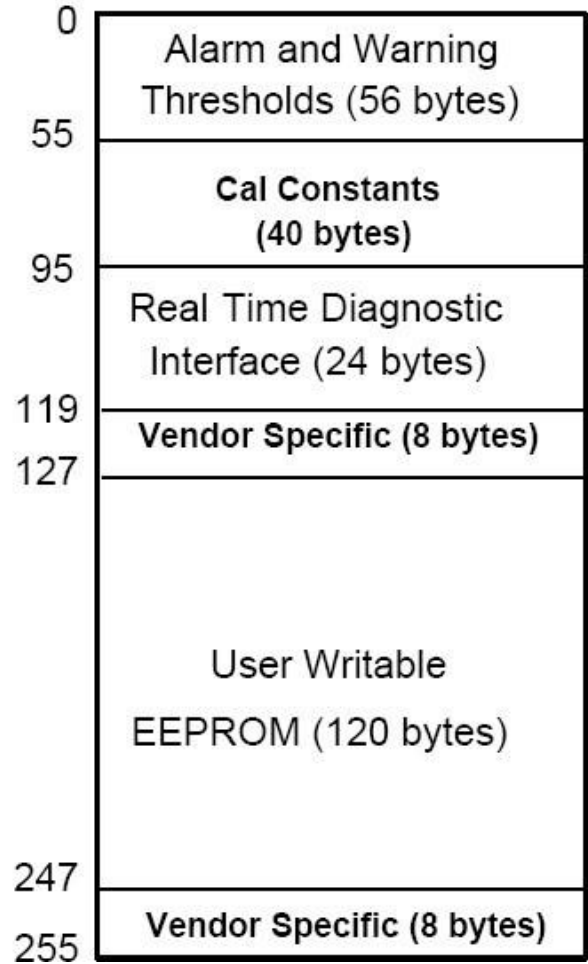 0
Alarm and Warning
Thresholds (56 bytes)
55
Cal Constants
(40 bytes)
95
Real Time Diagnostic
Interface (24 bytes)
119
Vendor Specific (8 bytes)
127
User Writable
EEPROM (120 bytes)
247
Vendor Specific (8 bytes)
255